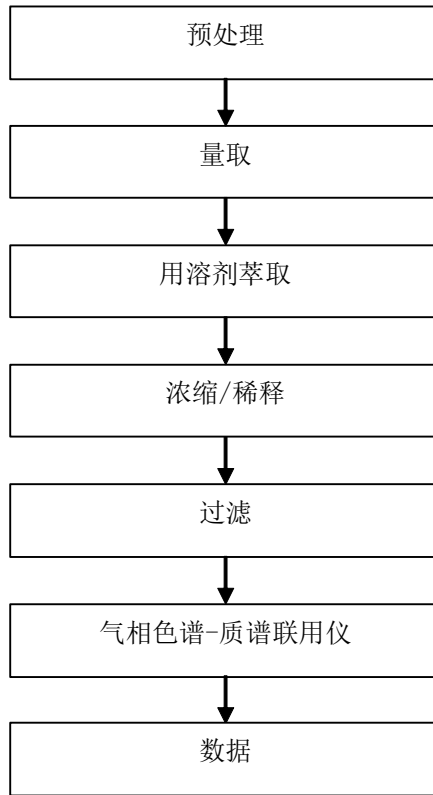 预处理
量取
用溶剂萃取
浓缩/稀释
过滤
气相色谱-质谱联用仪
数据